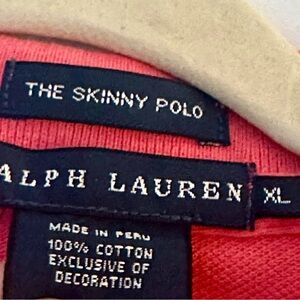 THE SKINNY POLO
ALPH LAUREN XL
MADE IN PERU
100% COTTON
EXCLUSIVE OF
DECORATION